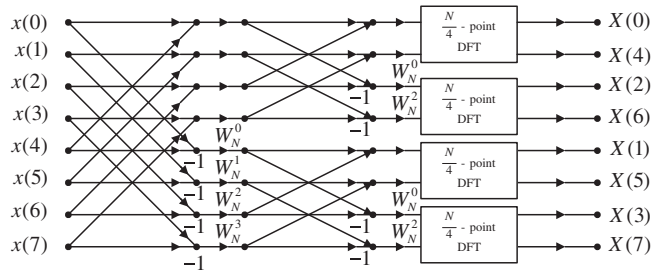 x(0) N/4 - point DFT X(0)
x(1) X(4)
x(2) -1 W_N^0 N/4 - point DFT X(2)
x(3) -1 W_N^2 X(6)
x(4) -1 W_N^0 N/4 - point DFT X(1)
x(5) -1 W_N^1 X(5)
x(6) -1 W_N^2 -1 W_N^0 N/4 - point DFT X(3)
x(7) -1 W_N^3 -1 W_N^2 X(7)